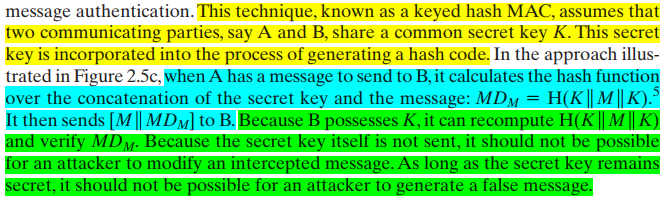 message authentication. This technique, known as a keyed hash MAC, assumes that
two communicating parties, say A and B, share a common secret key K. This secret
key is incorporated into the process of generating a hash code. In the approach illus-
trated in Figure 2.5c, when A has a message to send to B, it calculates the hash function
over the concatenation of the secret key and the message: MD_M = H(K‖M‖K).⁵
It then sends [M‖MD_M] to B. Because B possesses K, it can recompute H(K‖M‖K)
and verify MD_M. Because the secret key itself is not sent, it should not be possible
for an attacker to modify an intercepted message. As long as the secret key remains
secret, it should not be possible for an attacker to generate a false message.